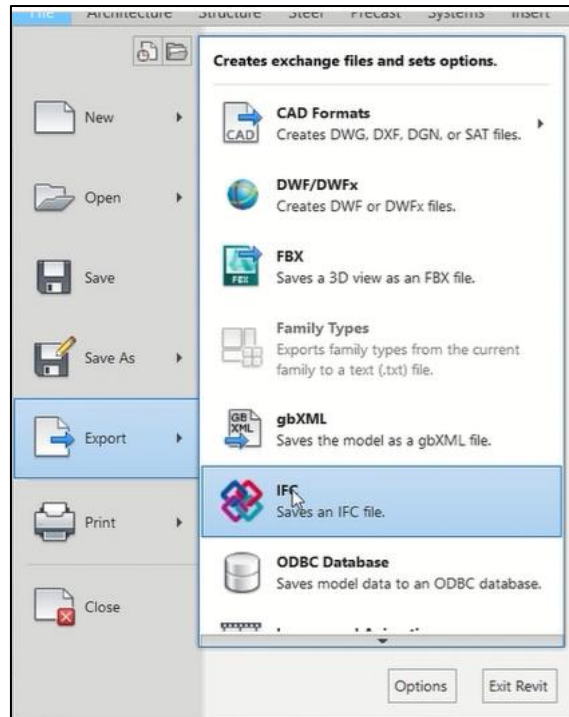 File Architecture Structure Steel Precast Systems Insert
Creates exchange files and sets options.
New
Open
Save
Save As
Export
Print
Close
CAD
CAD Formats
Creates DWG, DXF, DGN, or SAT files.
DWF/DWFx
Creates DWF or DWFx files.
FBX
FBX
Saves a 3D view as an FBX file.
Family Types
Exports family types from the current
family to a text (.txt) file.
GB
XML
gbXML
Saves the model as a gbXML file.
IFC
Saves an IFC file.
ODBC Database
Saves model data to an ODBC database.
Options Exit Revit